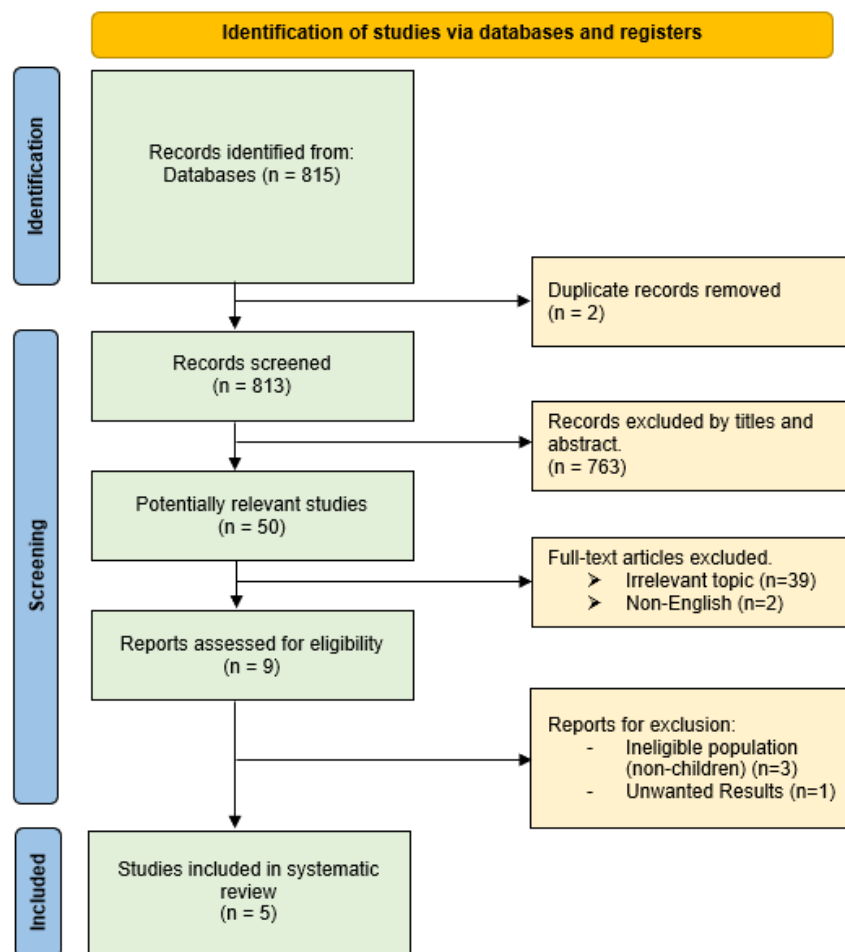 Identification of studies via databases and registers
Identification
Records identified from:
Databases (n = 815)
Duplicate records removed
(n = 2)
Screening
Records screened
(n = 813)
Records excluded by titles and
abstract.
(n = 763)
Potentially relevant studies
(n = 50)
Full-text articles excluded.
➢ Irrelevant topic (n=39)
➢ Non-English (n=2)
Reports assessed for eligibility
(n = 9)
Reports for exclusion:
- Ineligible population
(non-children) (n=3)
- Unwanted Results (n=1)
Included
Studies included in systematic
review
(n = 5)